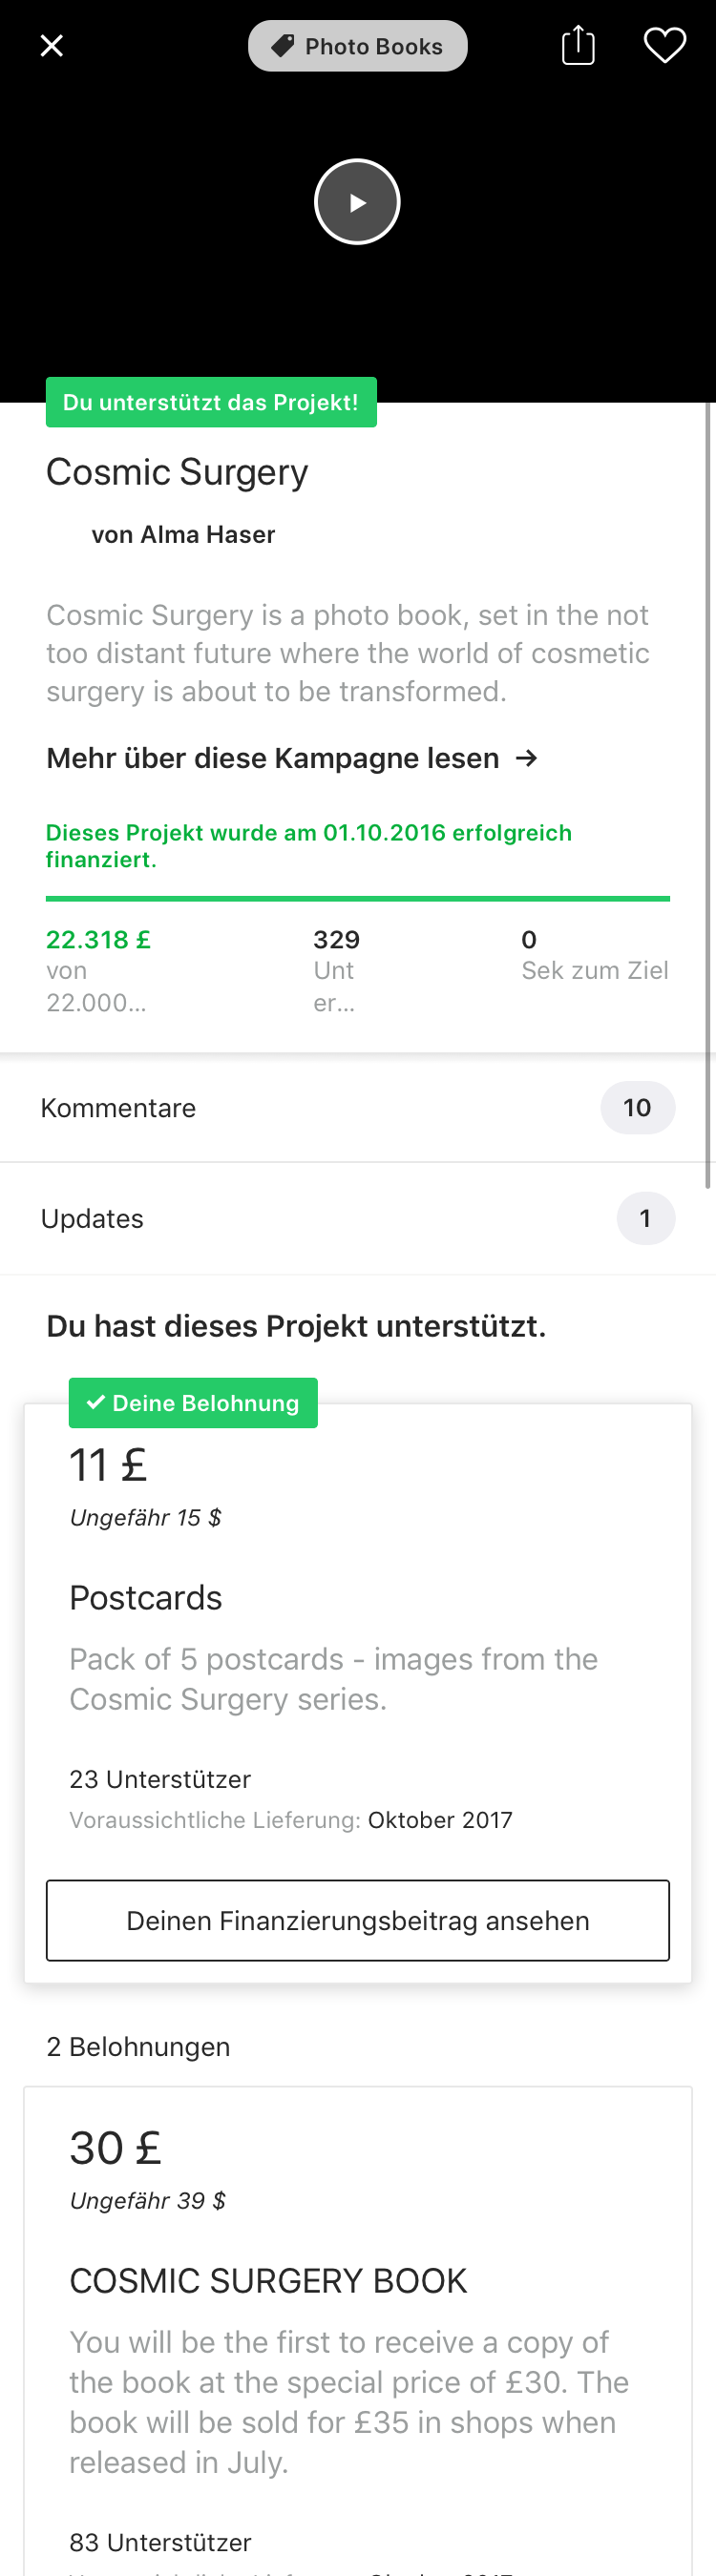 Photo Books
Du unterstützt das Projekt!
Cosmic Surgery
von Alma Haser
Cosmic Surgery is a photo book, set in the not
too distant future where the world of cosmetic
surgery is about to be transformed.
Mehr über diese Kampagne lesen →
Dieses Projekt wurde am 01.10.2016 erfolgreich
finanziert.
22.318 £
von
22.000...
329
Unt
er...
0
Sek zum Ziel
Kommentare
10
Updates
1
Du hast dieses Projekt unterstützt.
✓ Deine Belohnung
11 £
Ungefähr 15 $
Postcards
Pack of 5 postcards - images from the
Cosmic Surgery series.
23 Unterstützer
Voraussichtliche Lieferung: Oktober 2017
Deinen Finanzierungsbeitrag ansehen
2 Belohnungen
30 £
Ungefähr 39 $
COSMIC SURGERY BOOK
You will be the first to receive a copy of
the book at the special price of £30. The
book will be sold for £35 in shops when
released in July.
83 Unterstützer